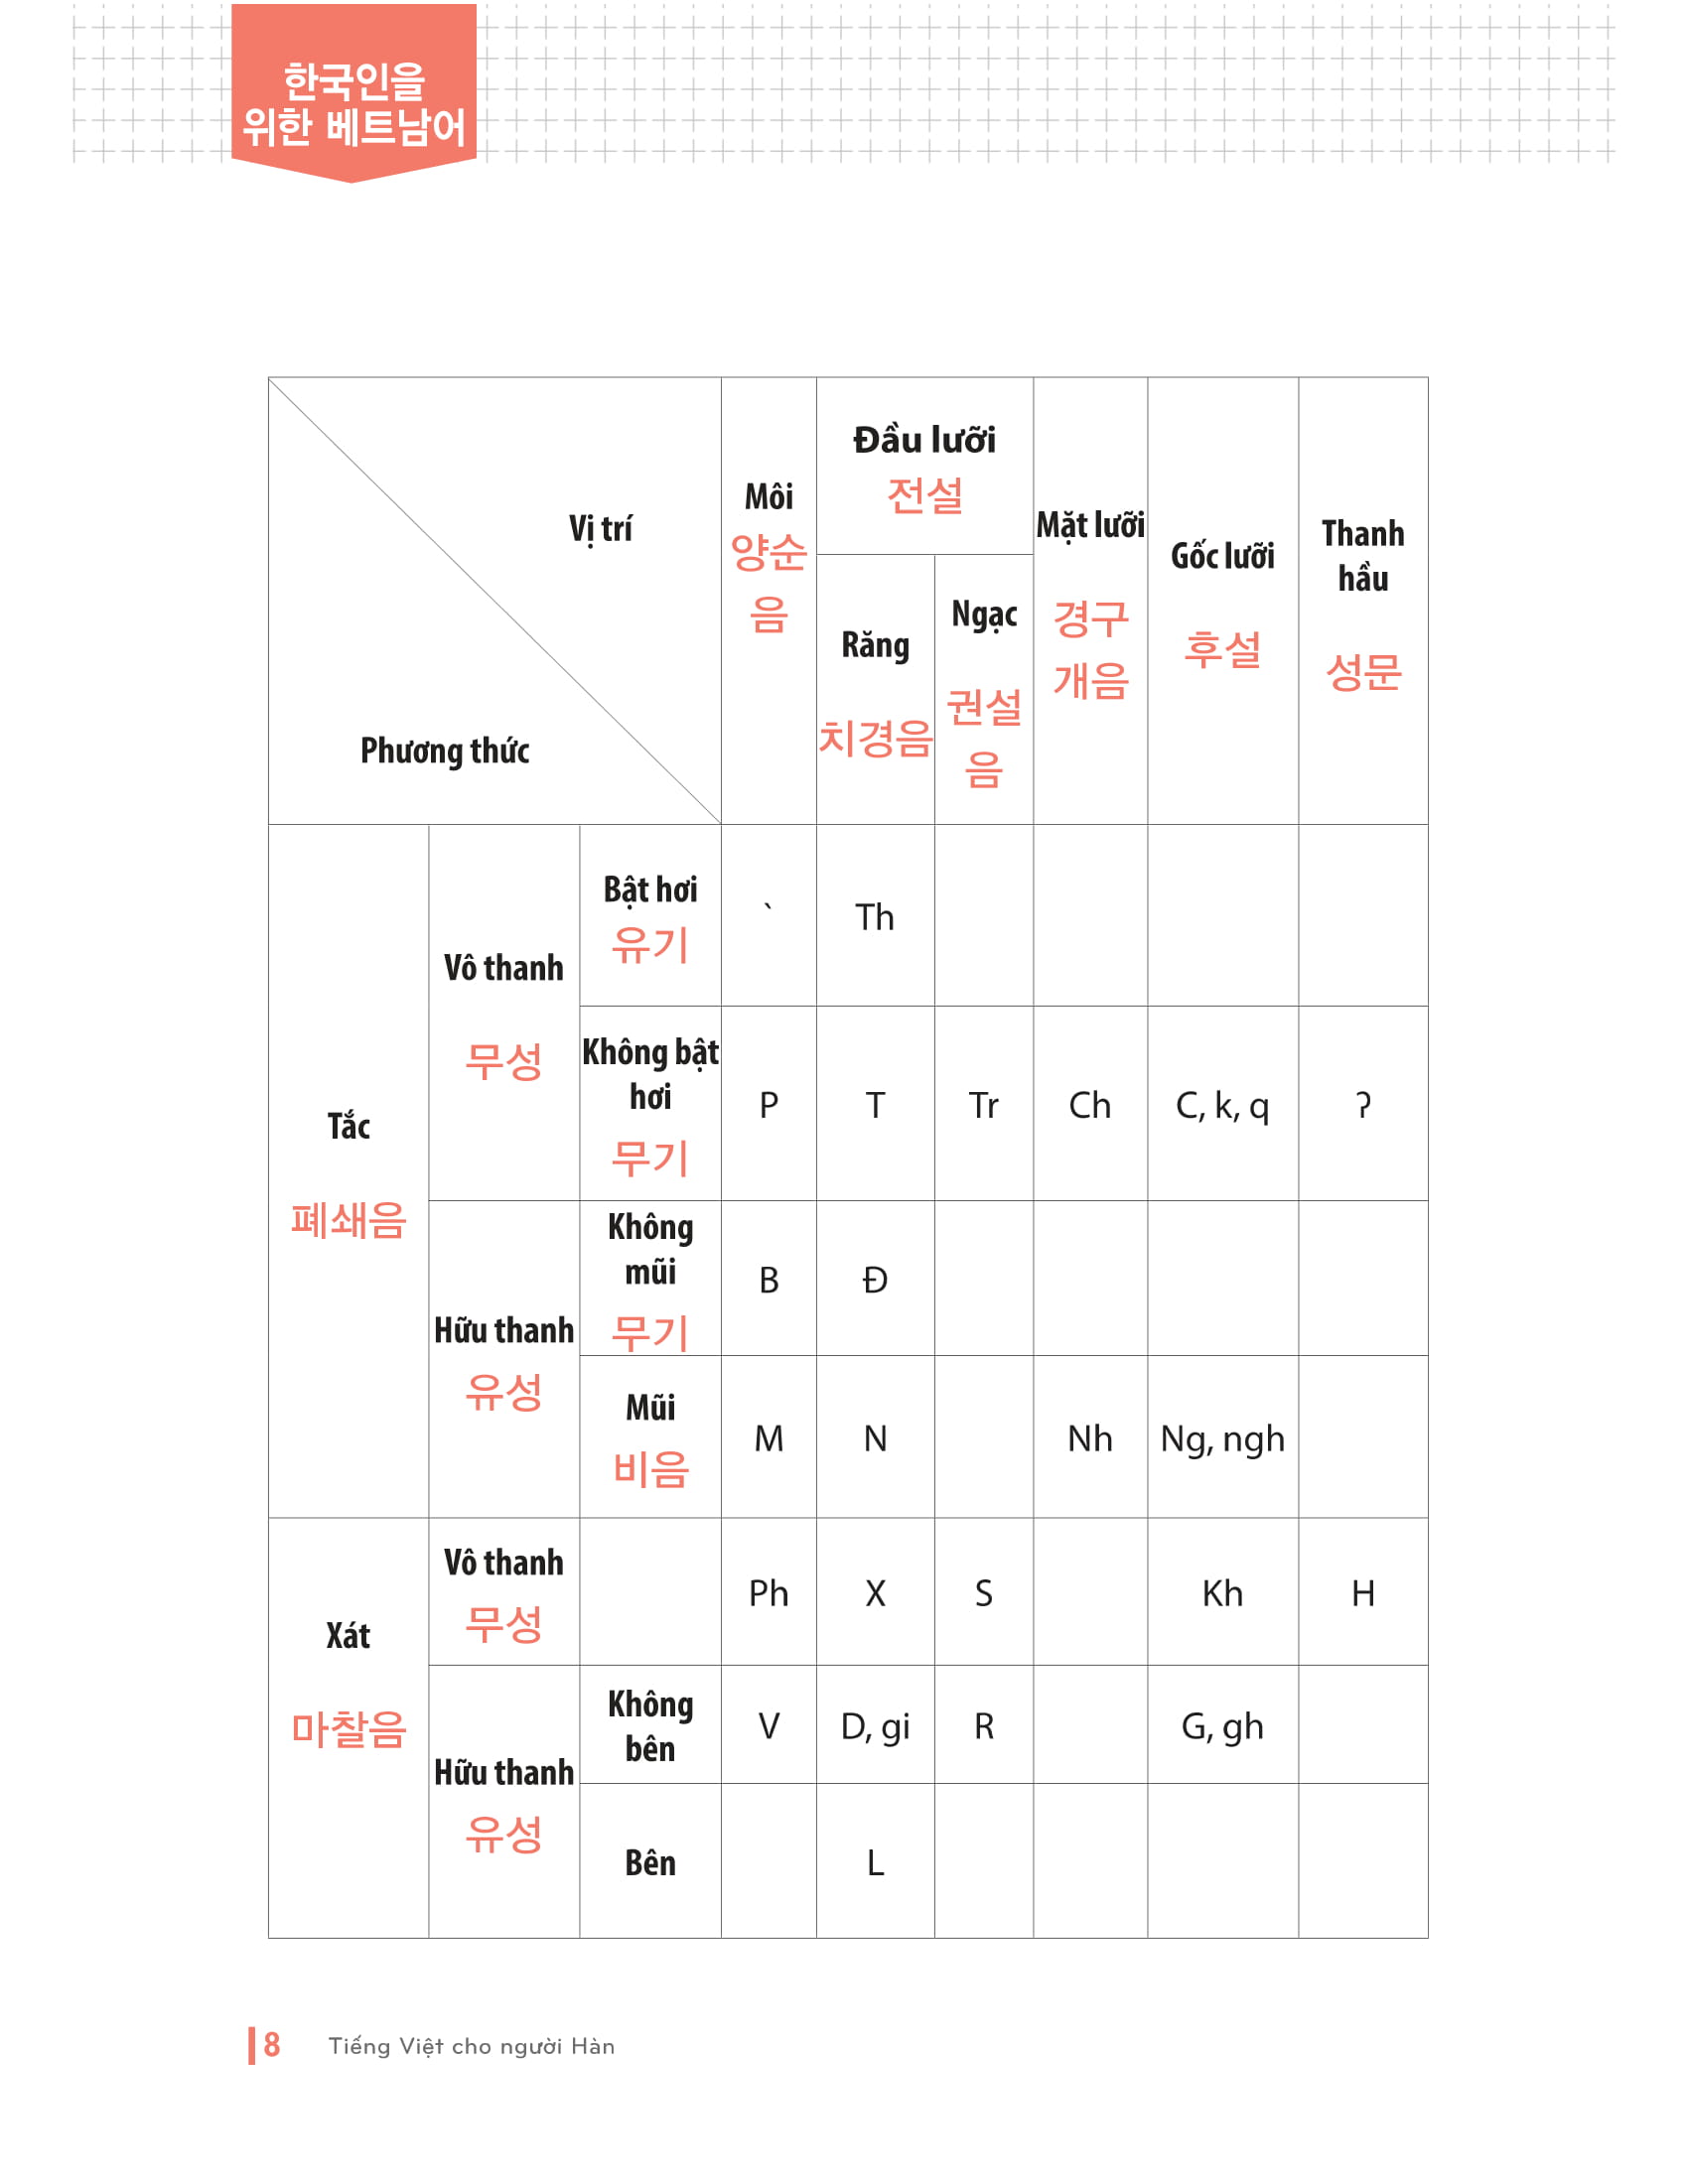 한국인을
위한 베트남어
Vị trí
Phương thức
Môi
양순
음
Đầu lưỡi
전설
Răng
치경음
Ngạc
권설
음
Mặt lưỡi
경구
개음
Gốc lưỡi
후설
Thanh
hầu
성문
Tắc
폐쇄음
Vô thanh
무성
Bật hơi
유기
` Th
Không bật
hơi
무기
P T Tr Ch C, k, q ʔ
Hữu thanh
유성
Không
mũi
무기
B Đ
Mũi
비음
M N Nh Ng, ngh
Xát
마찰음
Vô thanh
무성
Ph X S Kh H
Hữu thanh
유성
Không
bên
V D, gi R G, gh
Bên
L
8 Tiếng Việt cho người Hàn